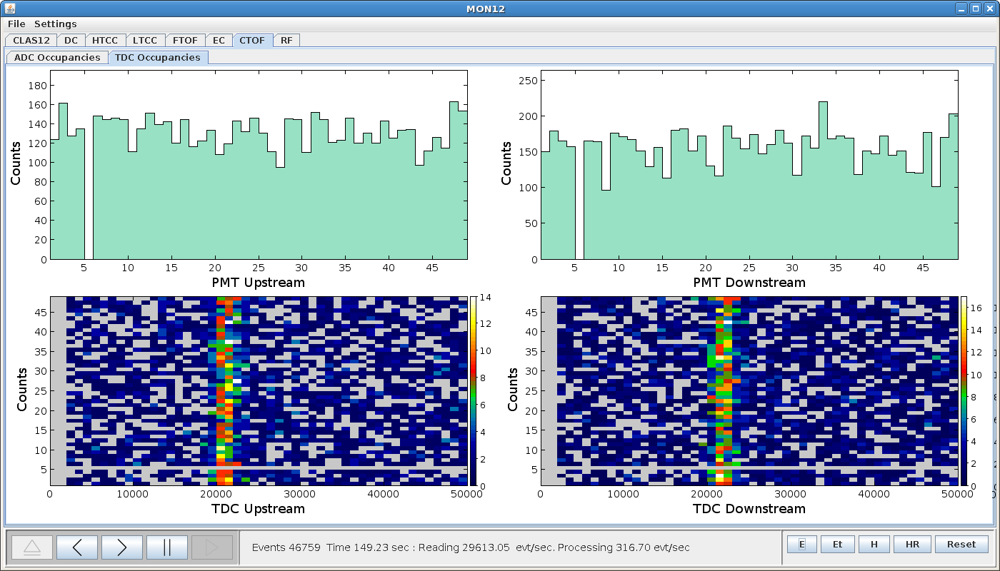 MON12
File Settings
CLAS12 DC HTCC LTCC FTOF EC CTOF RF
ADC Occupancies TDC Occupancies
Counts
180
160
140
120
100
80
60
40
20
0
5 10 15 20 25 30 35 40 45
PMT Upstream
Counts
250
200
150
100
50
0
5 10 15 20 25 30 35 40 45
PMT Downstream
Counts
45
40
35
30
25
20
15
10
5
0 10000 20000 30000 40000 50000
TDC Upstream
14
12
10
8
6
4
2
0
Counts
45
40
35
30
25
20
15
10
5
0 10000 20000 30000 40000 50000
TDC Downstream
16
14
12
10
8
6
4
2
0
Events 46759 Time 149.23 sec : Reading 29613.05 evt/sec. Processing 316.70 evt/sec
E Et H HR Reset